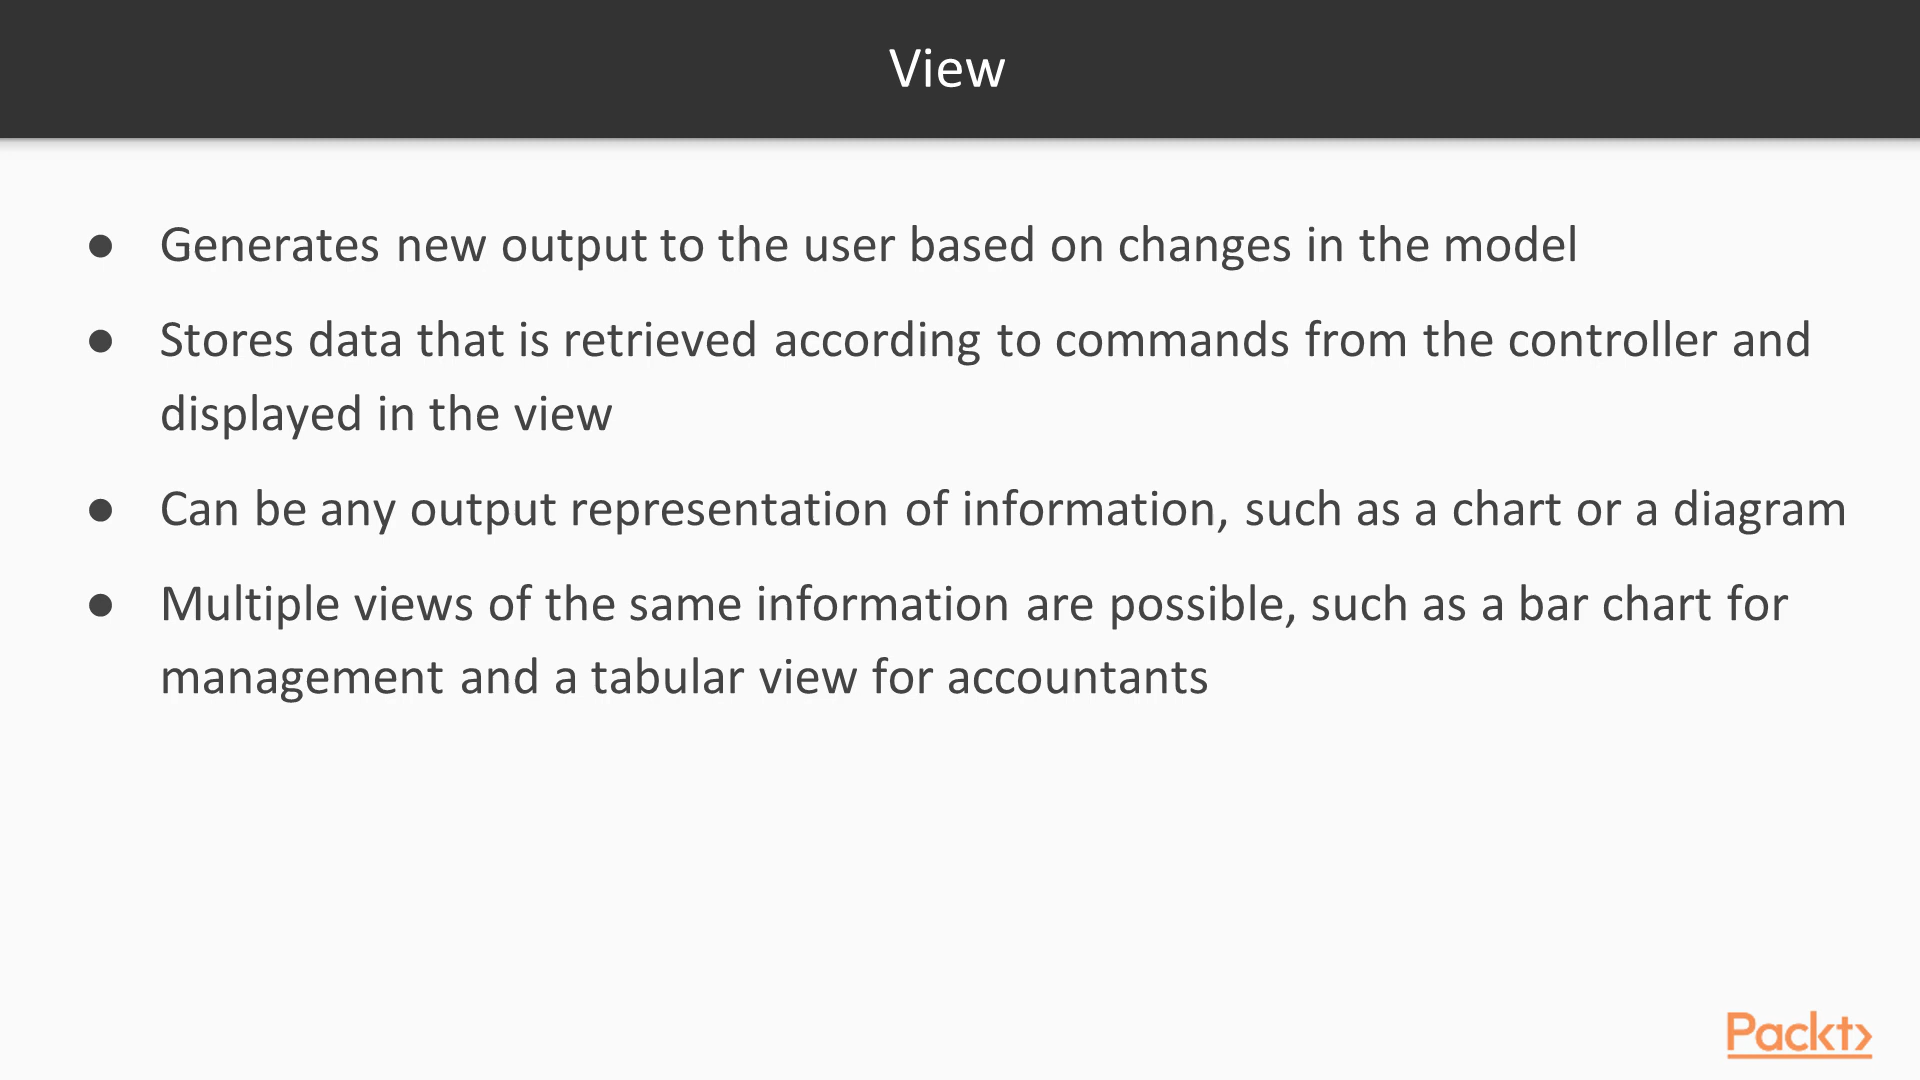 View
● Generates new output to the user based on changes in the model
● Stores data that is retrieved according to commands from the controller and
displayed in the view
● Can be any output representation of information, such as a chart or a diagram
● Multiple views of the same information are possible, such as a bar chart for
management and a tabular view for accountants
Packt>